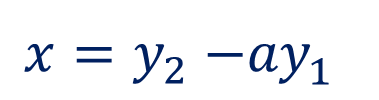 x = y₂ −ay₁